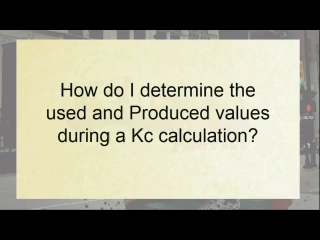 How do I determine the
used and Produced values
during a Kc calculation?